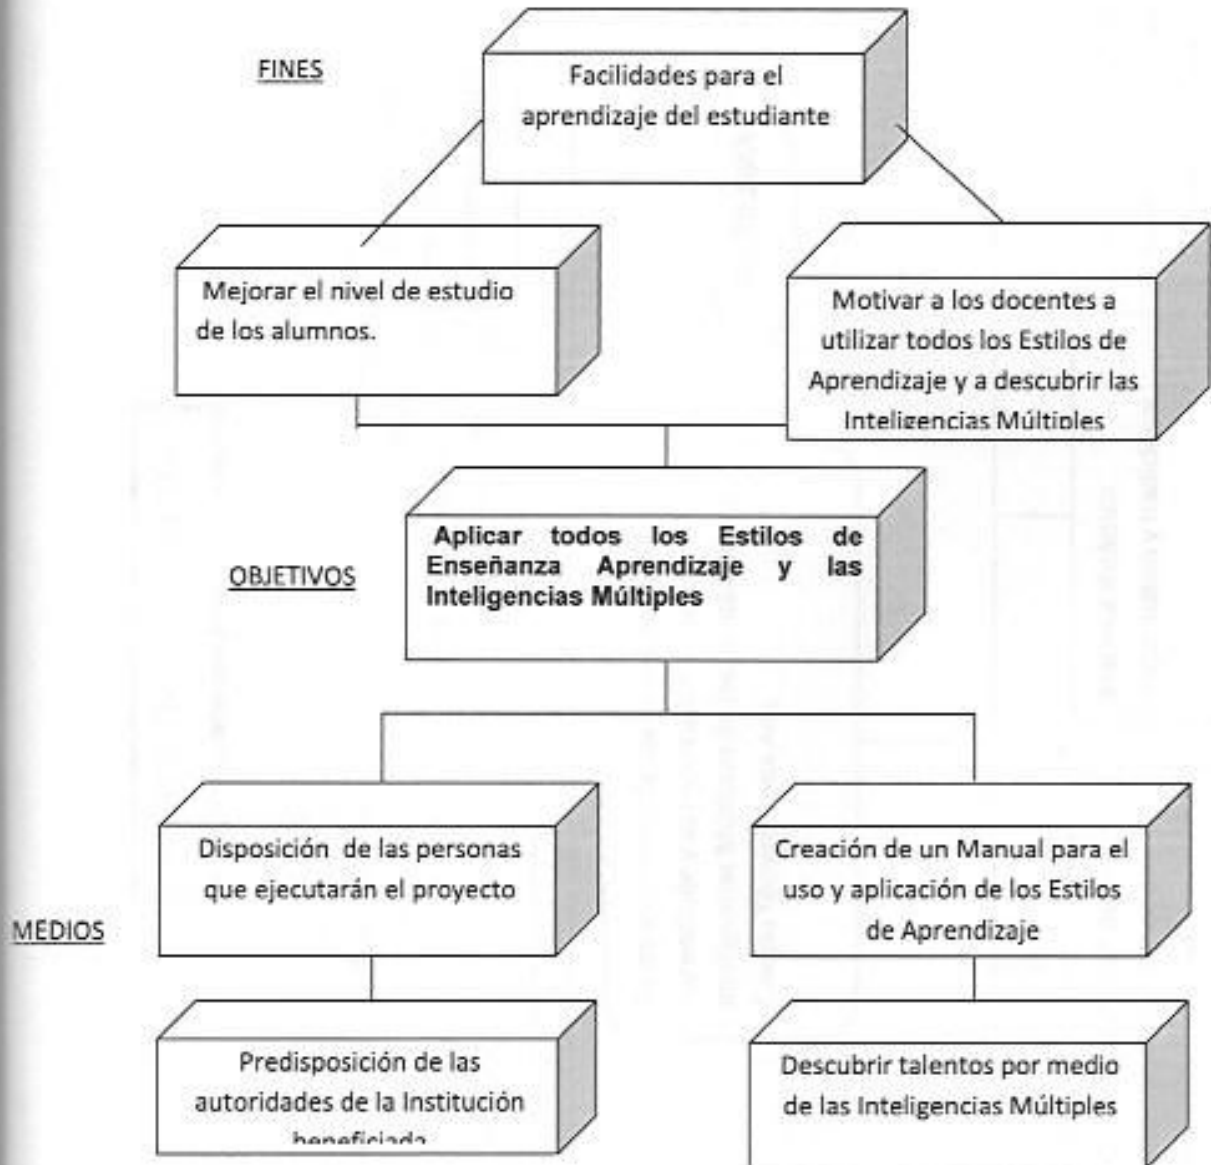 FINES
Facilidades para el
aprendizaje del estudiante
Mejorar el nivel de estudio
de los alumnos.
Motivar a los docentes a
utilizar todos los Estilos de
Aprendizaje y a descubrir las
Inteligencias Múltiples
OBJETIVOS
Aplicar todos los Estilos de
Enseñanza Aprendizaje y las
Inteligencias Múltiples
MEDIOS
Disposición de las personas
que ejecutarán el proyecto
Creación de un Manual para el
uso y aplicación de los Estilos
de Aprendizaje
Predisposición de las
autoridades de la Institución
beneficiada
Descubrir talentos por medio
de las Inteligencias Múltiples